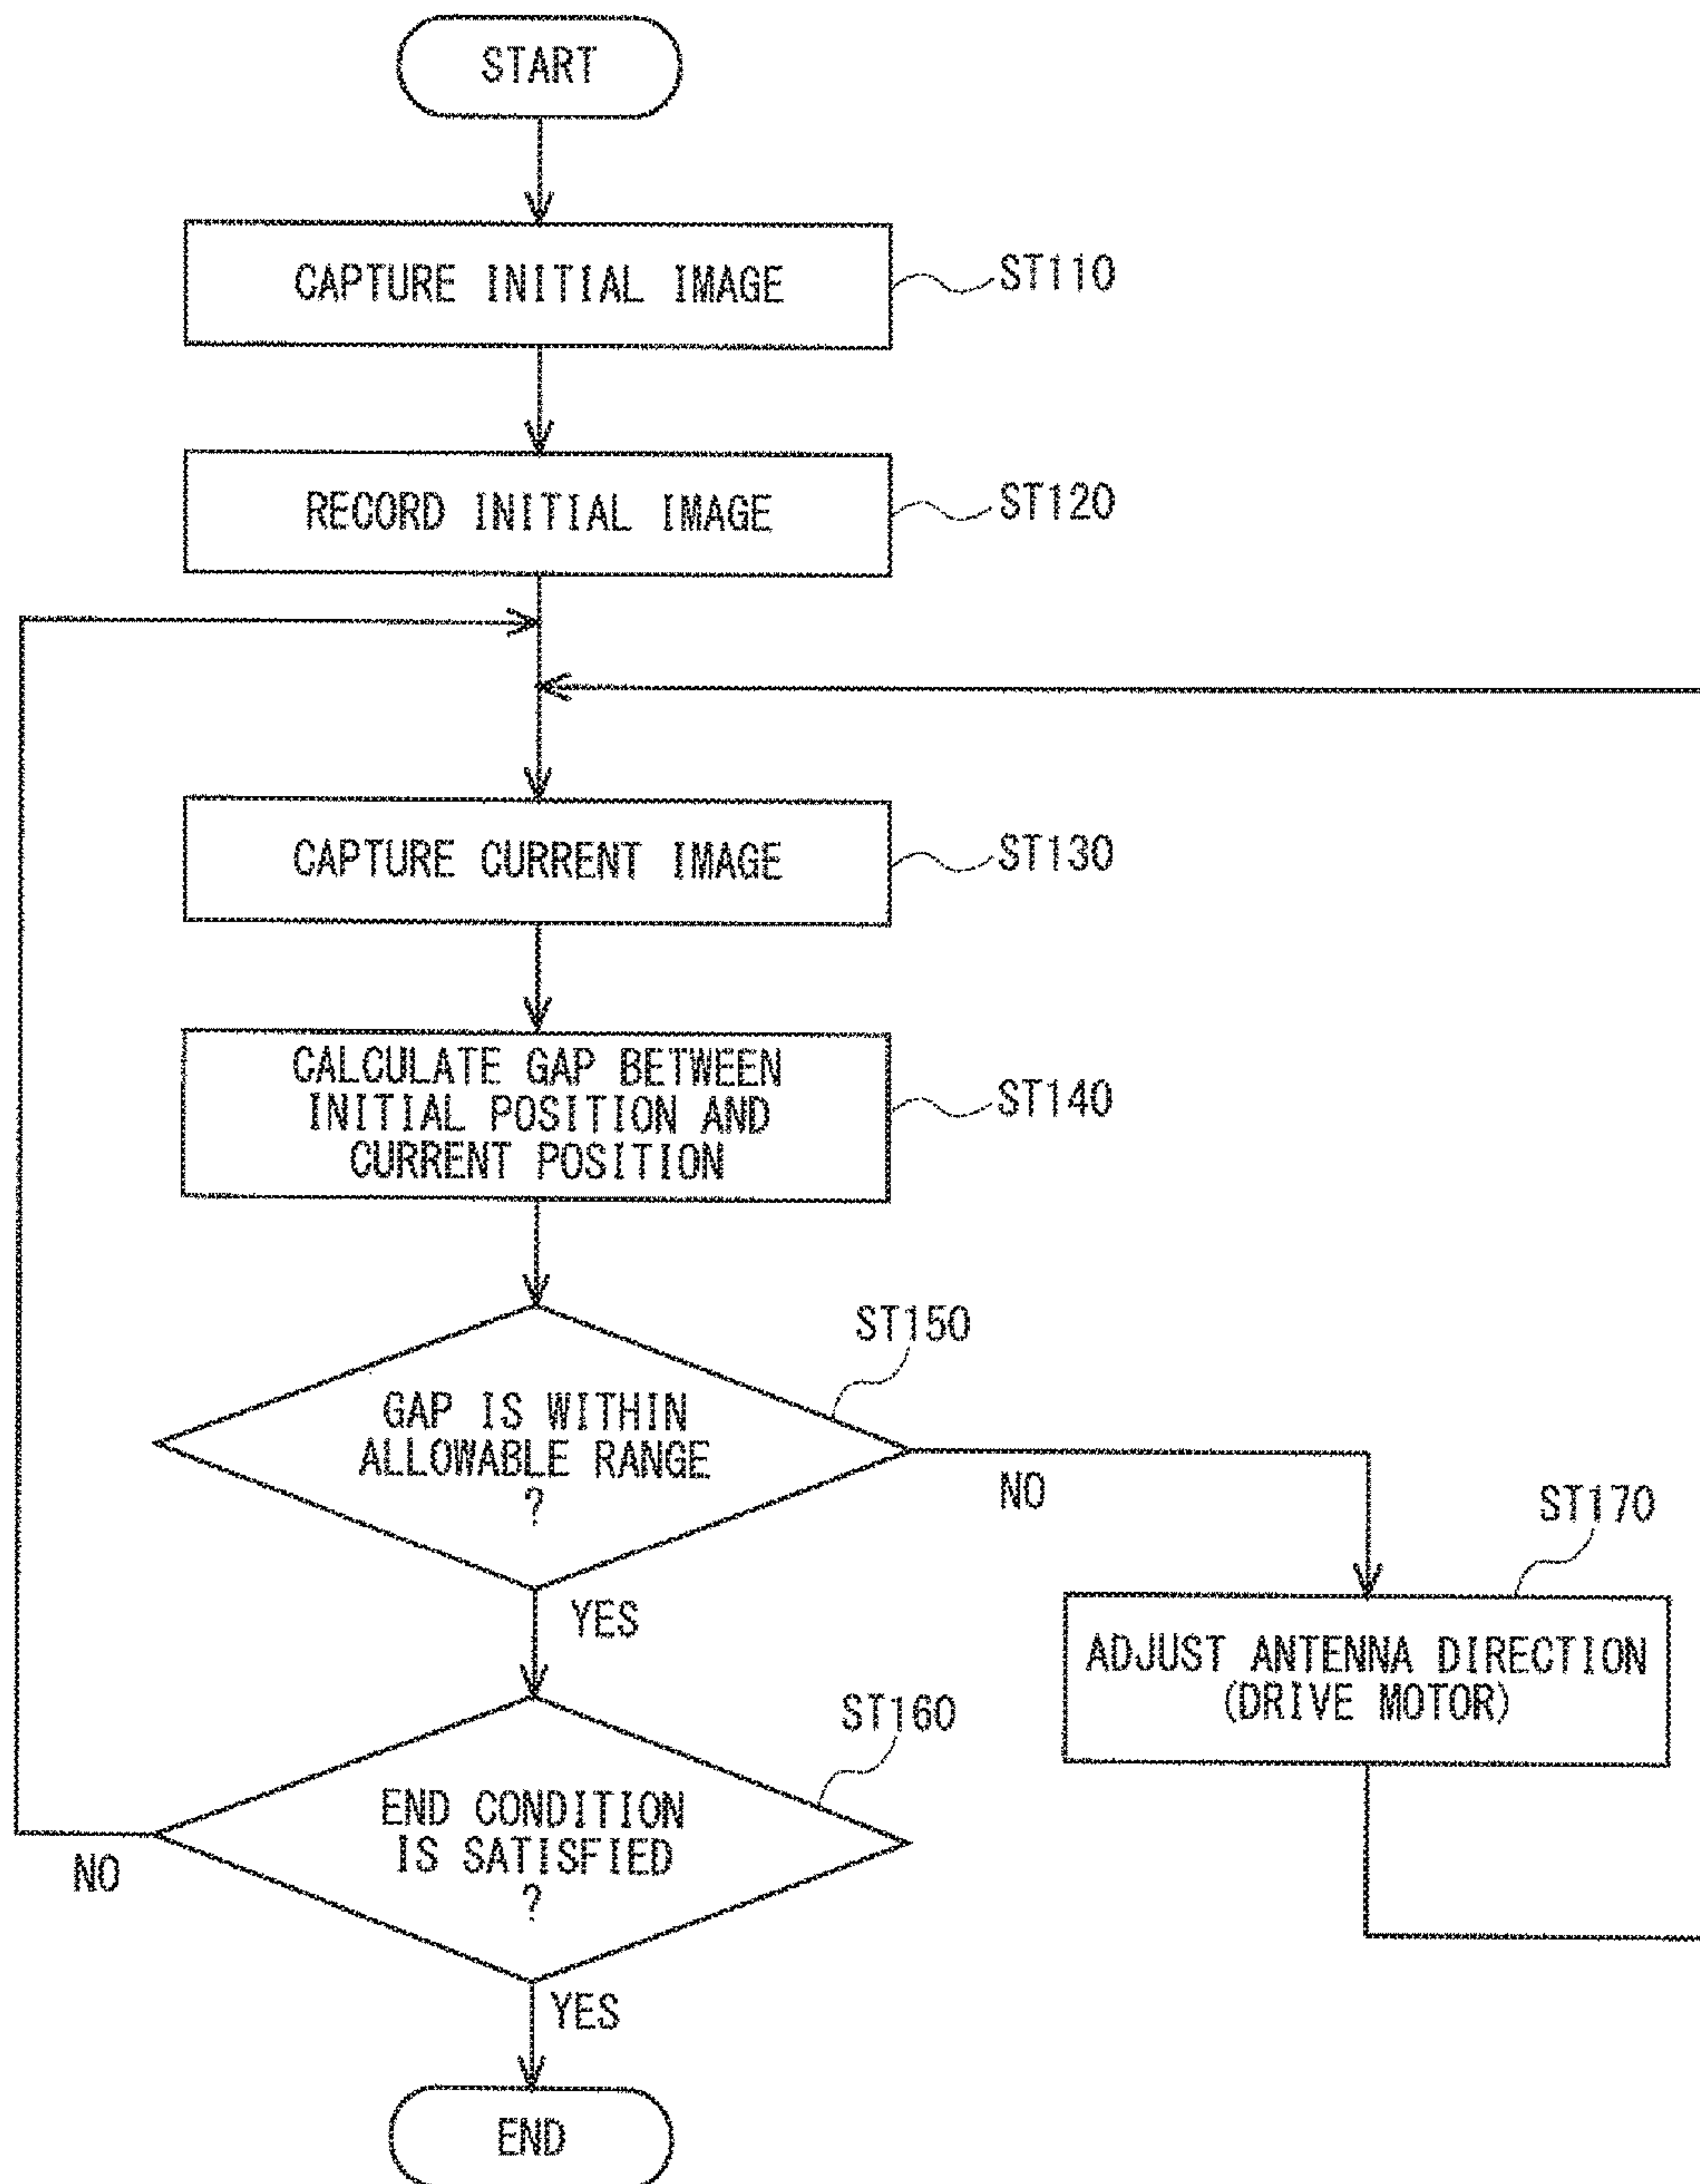 START
CAPTURE INITIAL IMAGE
ST110
RECORD INITIAL IMAGE
ST120
CAPTURE CURRENT IMAGE
ST130
CALCULATE GAP BETWEEN
INITIAL POSITION AND
CURRENT POSITION
ST140
ST150
GAP IS WITHIN
ALLOWABLE RANGE
?
NO
YES
ST170
ADJUST ANTENNA DIRECTION
(DRIVE MOTOR)
ST160
END CONDITION
IS SATISFIED
?
NO
YES
END